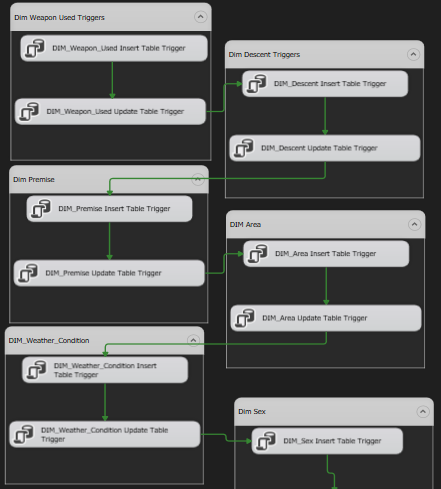 Dim Weapon Used Triggers
DIM_Weapon_Used Insert Table Trigger
DIM_Weapon_Used Update Table Trigger
Dim Descent Triggers
DIM_Descent Insert Table Trigger
DIM_Descent Update Table Trigger
Dim Premise
DIM_Premise Insert Table Trigger
DIM_Premise Update Table Trigger
DIM Area
DIM_Area Insert Table Trigger
DIM_Area Update Table Trigger
DIM_Weather_Condition
DIM_Weather_Condition Insert
Table Trigger
DIM_Weather_Condition Update Table
Trigger
Dim Sex
DIM_Sex Insert Table Trigger